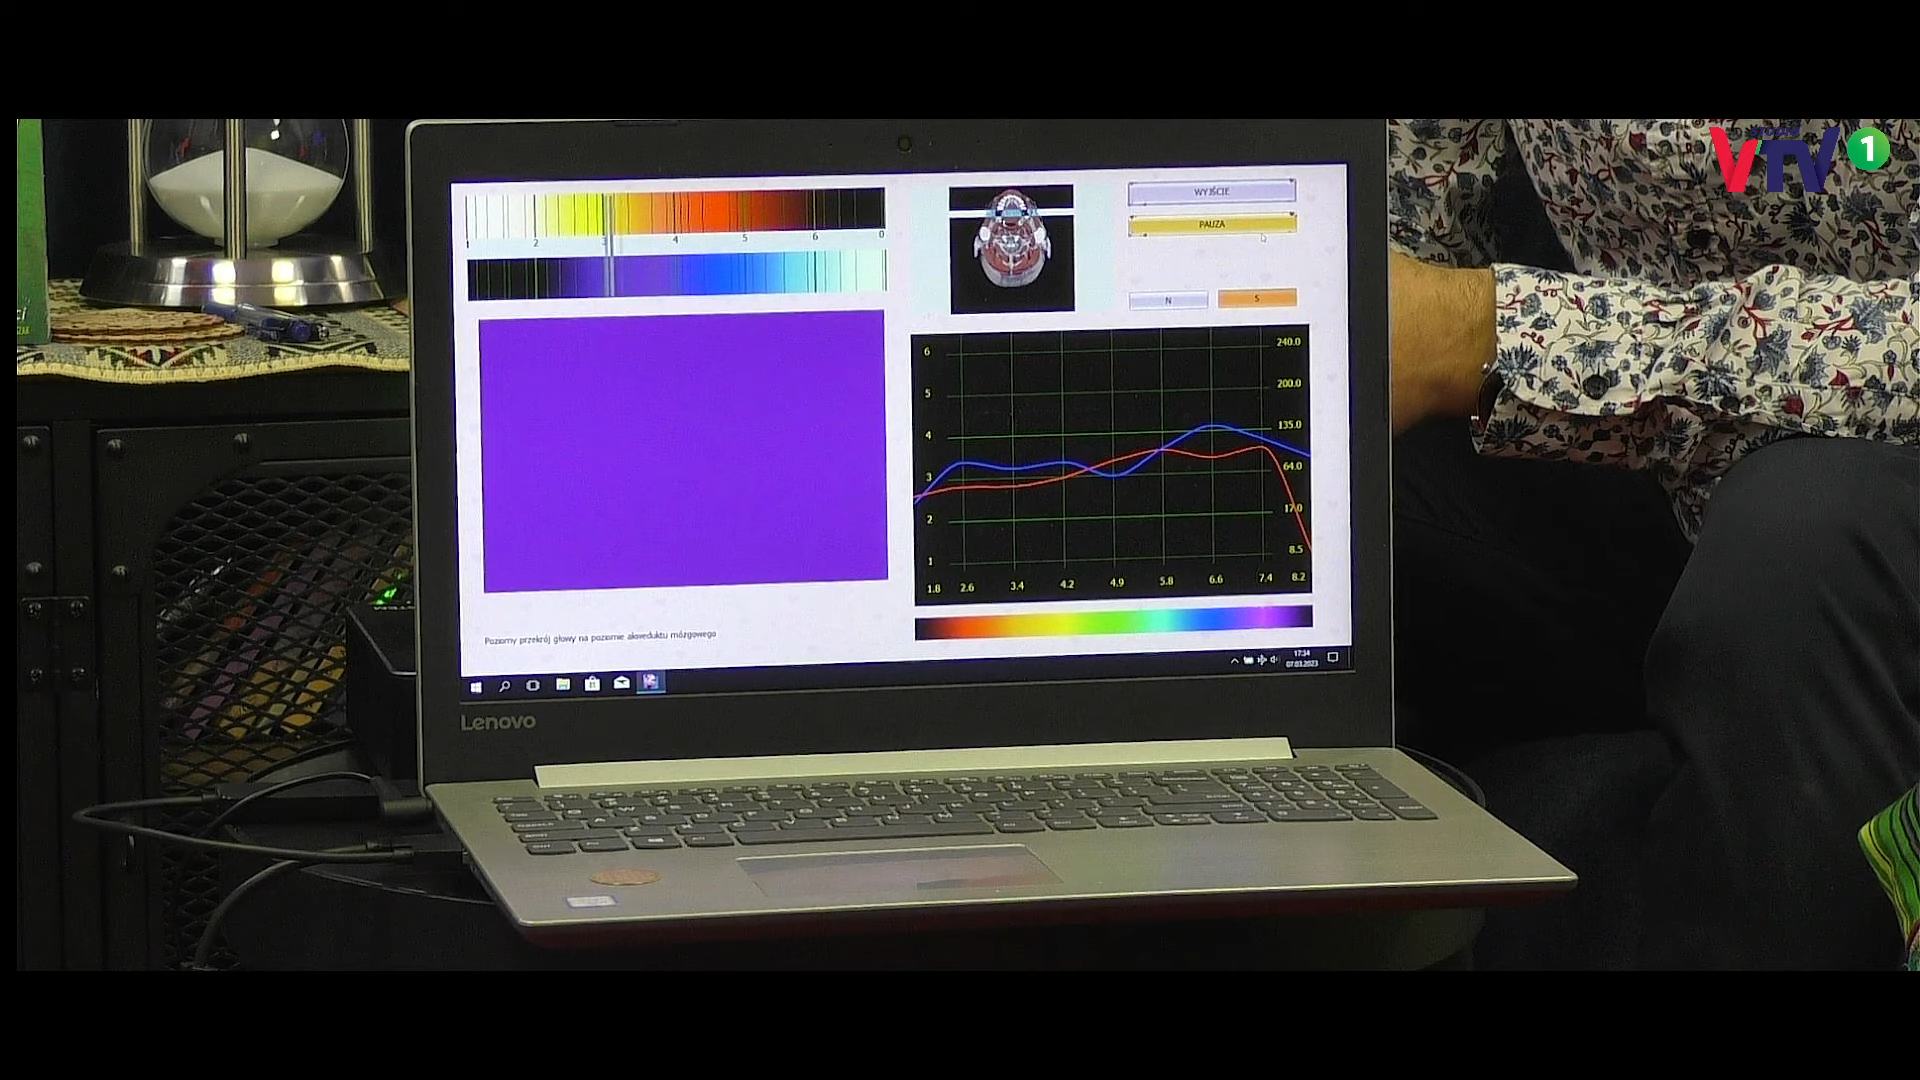 VTV 1
WYJŚCIE
PAUZA
1 2 3 4 5 6 0
N S
6 240.0
5 200.0
4 135.0
3 64.0
2 17.0
1 8.5
1.8 2.6 3.4 4.2 4.9 5.8 6.6 7.4 8.2
Poziomy przekrój głowy na poziomie akweduktu mózgowego
17:34
07.03.2023
Lenovo